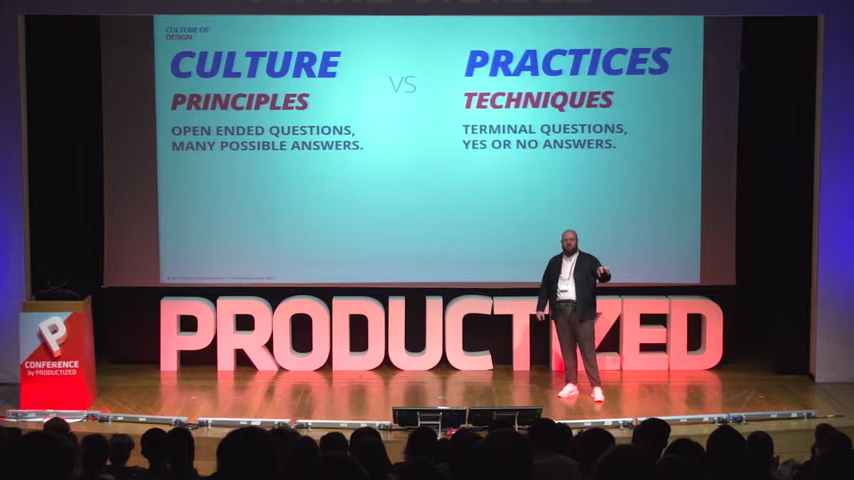 CULTURE OF
DESIGN
CULTURE
PRINCIPLES
OPEN ENDED QUESTIONS,
MANY POSSIBLE ANSWERS.
VS
PRACTICES
TECHNIQUES
TERMINAL QUESTIONS,
YES OR NO ANSWERS.
PRODUCTIZED
P
CONFERENCE
by PRODUCTIZED